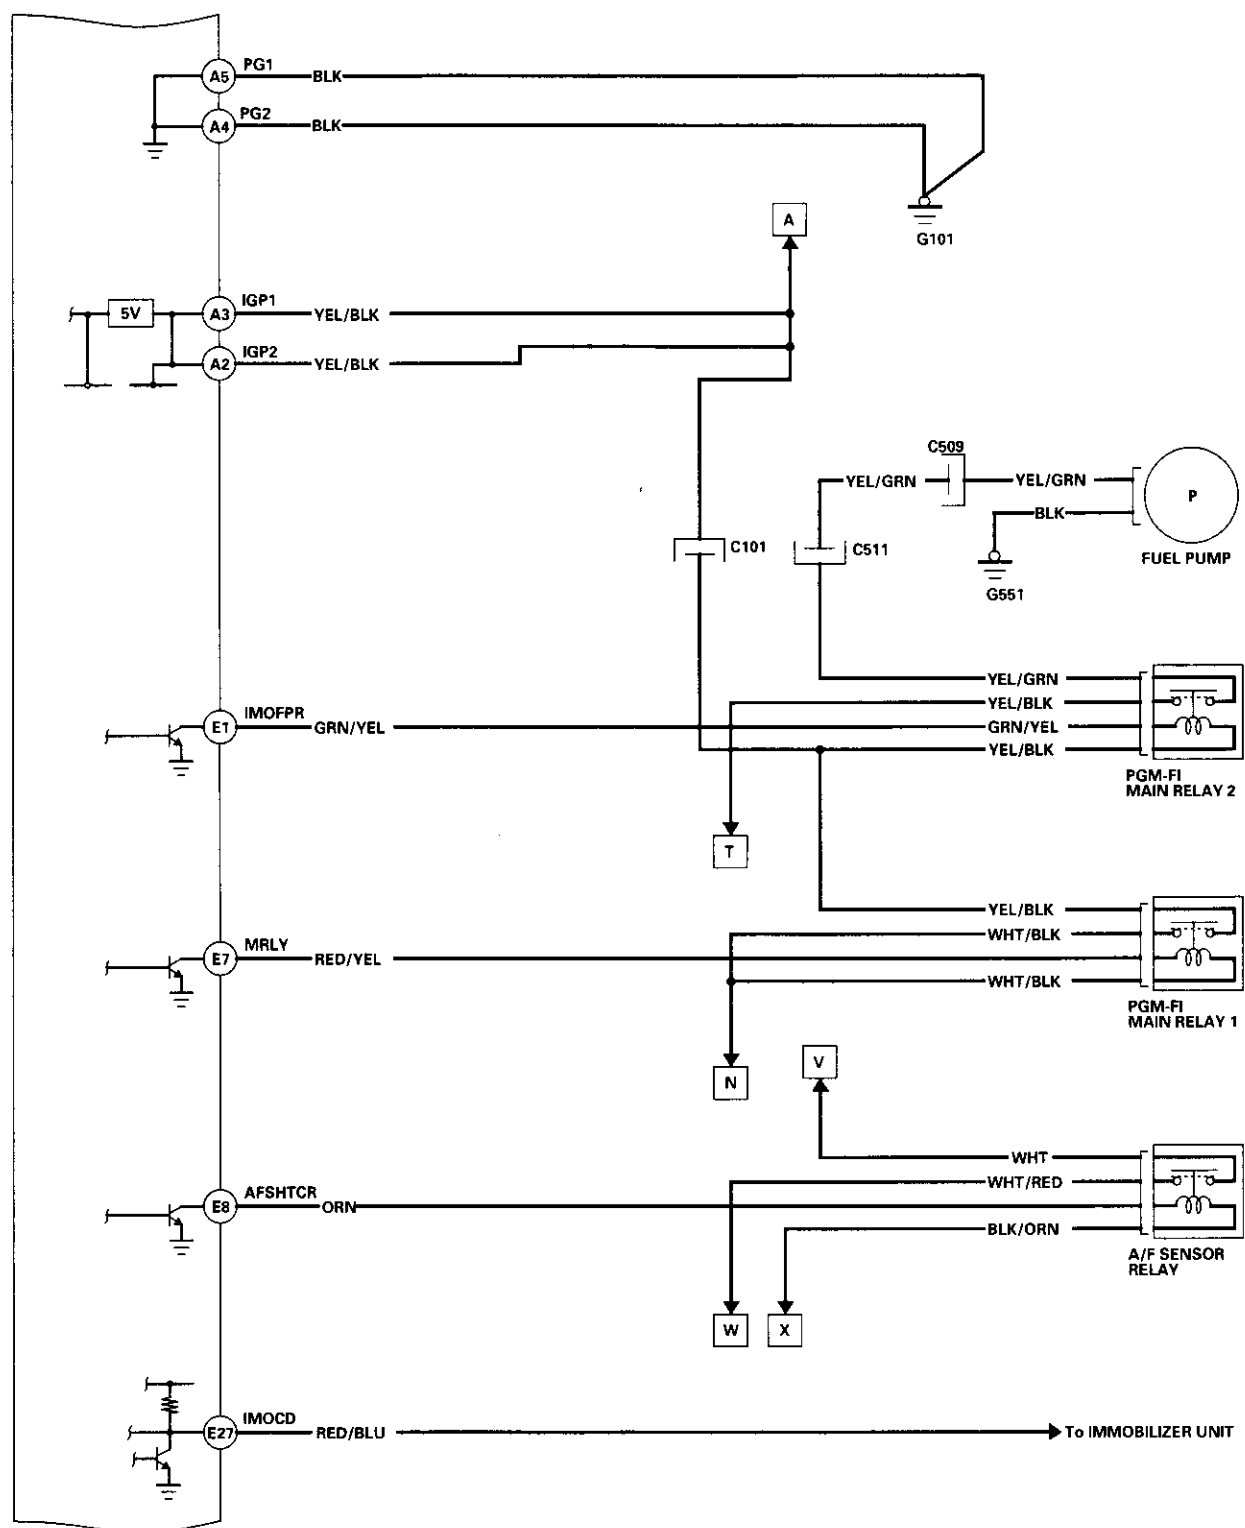 PG1
A5
BLK
PG2
A4
BLK
G101
A
IGP1
5V
A3
YEL/BLK
IGP2
A2
YEL/BLK
C509
YEL/GRN
YEL/GRN
P
BLK
C101
C511
FUEL PUMP
G551
YEL/GRN
YEL/BLK
IMOFPR
E1
GRN/YEL
GRN/YEL
YEL/BLK
PGM-FI
MAIN RELAY 2
T
YEL/BLK
WHT/BLK
MRLY
E7
RED/YEL
WHT/BLK
PGM-FI
MAIN RELAY 1
V
N
WHT
WHT/RED
AFSHTCR
E8
ORN
BLK/ORN
A/F SENSOR
RELAY
W
X
IMOCD
E27
RED/BLU
To IMMOBILIZER UNIT